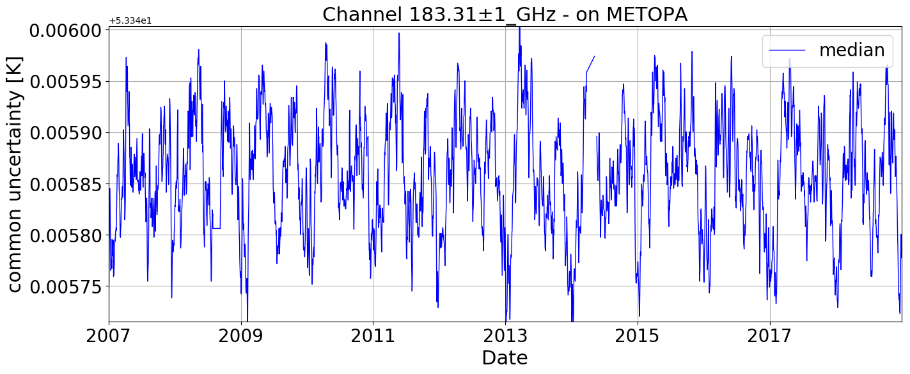 Channel 183.31±1_GHz - on METOPA
+5.334e1
common uncertainty [K]
0.00600
0.00595
0.00590
0.00585
0.00580
0.00575
median
2007 2009 2011 2013 2015 2017
Date